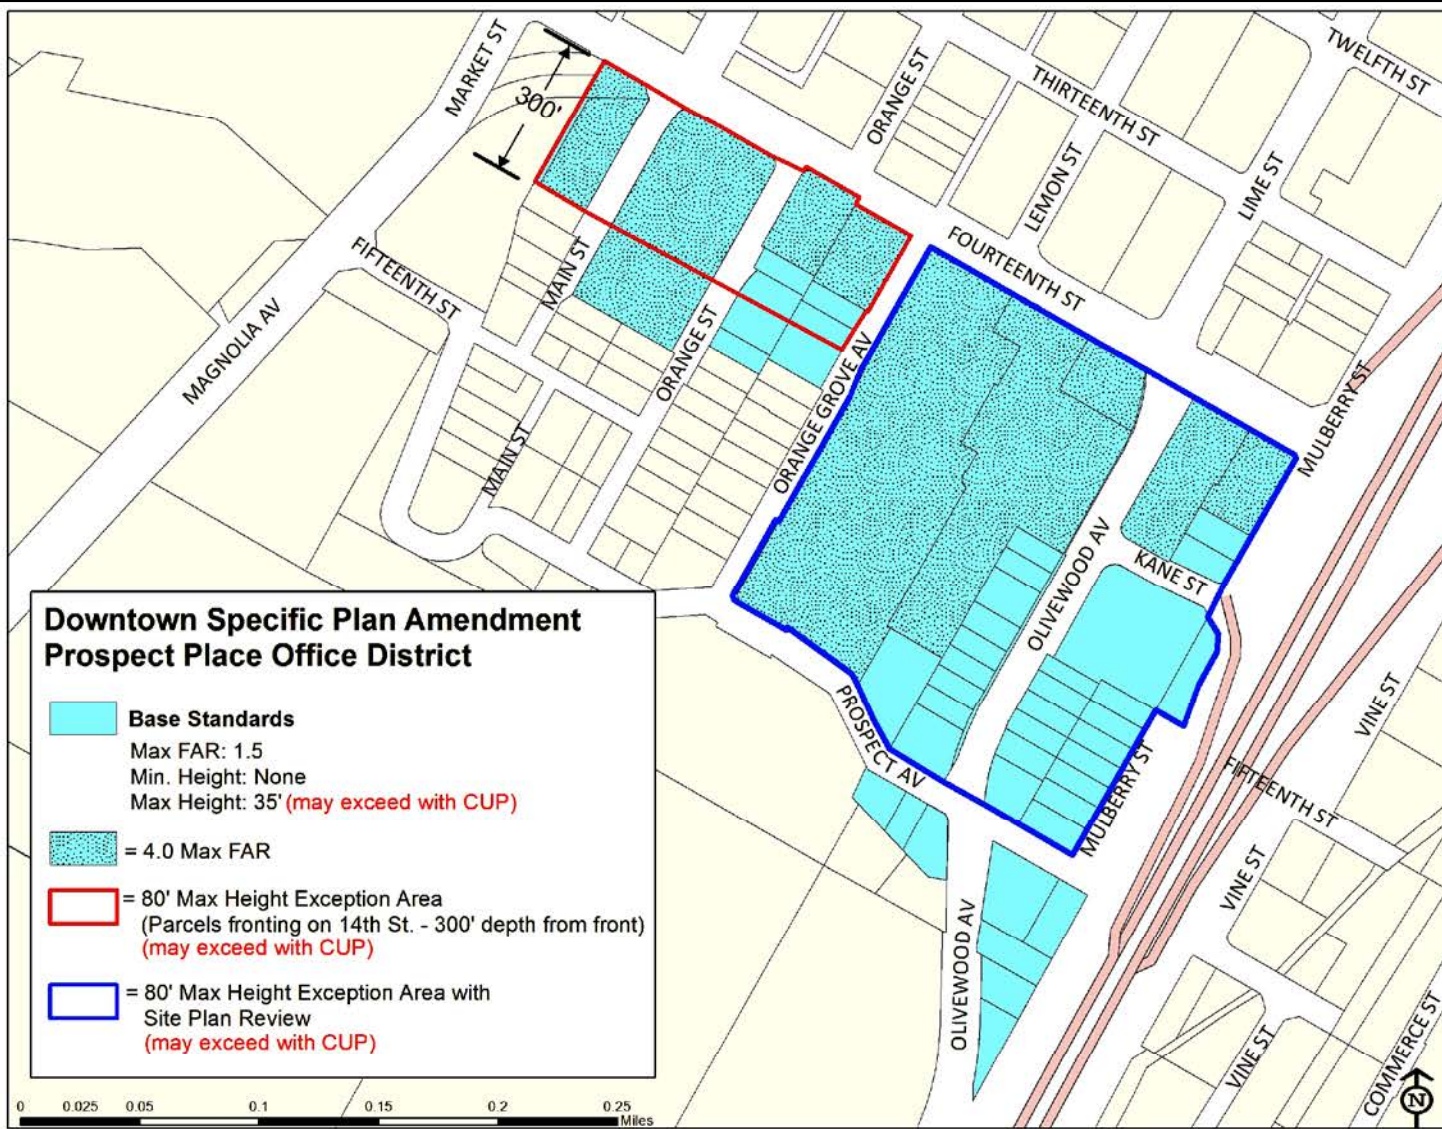 MARKET ST
300'
ORANGE ST
THIRTEENTH ST
TWELFTH ST
LEMON ST
LIME ST
FOURTEENTH ST
MAGNOLIA AV
FIFTEENTH ST
MAIN ST
ORANGE ST
ORANGE GROVE AV
MULBERRY ST
MAIN ST
OLIVEWOOD AV
KANE ST
PROSPECT AV
MULBERRY ST
VINE ST
FIFTEENTH ST
VINE ST
OLIVEWOOD AV
VINE ST
COMMERCE ST
Downtown Specific Plan Amendment
Prospect Place Office District
Base Standards
Max FAR: 1.5
Min. Height: None
Max Height: 35' (may exceed with CUP)
= 4.0 Max FAR
= 80' Max Height Exception Area
(Parcels fronting on 14th St. - 300' depth from front)
(may exceed with CUP)
= 80' Max Height Exception Area with
Site Plan Review
(may exceed with CUP)
0 0.025 0.05 0.1 0.15 0.2 0.25
Miles
N